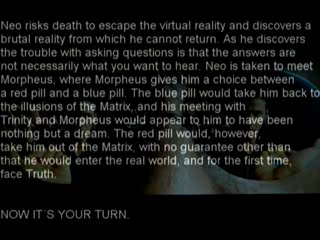 Neo risks death to escape the virtual reality and discovers a
brutal reality from which he cannot return. As he discovers
the trouble with asking questions is that the answers are
not necessarily what you want to hear. Neo is taken to meet
Morpheus, where Morpheus gives him a choice between
a red pill and a blue pill. The blue pill would take him back to
the illusions of the Matrix, and his meeting with
Trinity and Morpheus would appear to him to have been
nothing but a dream. The red pill would, however,
take him out of the Matrix, with no guarantee other than
that he would enter the real world, and for the first time,
face Truth.
NOW IT´S YOUR TURN.